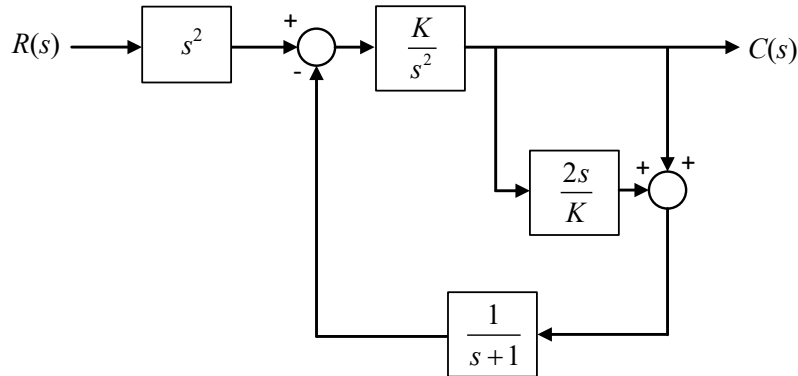 R(s)
s²
+
-
K/s²
C(s)
2s/K
+
+
1/(s+1)